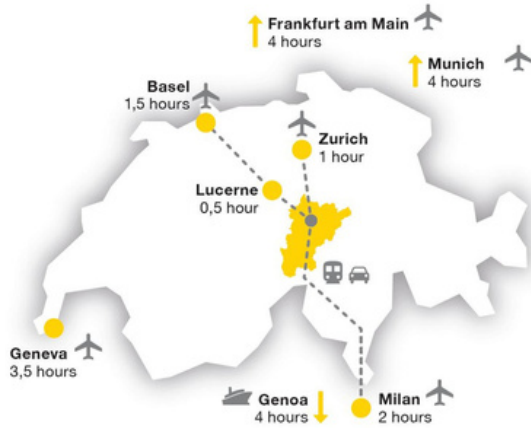 Frankfurt am Main
4 hours
Munich
4 hours
Basel
1,5 hours
Zurich
1 hour
Lucerne
0,5 hour
Geneva
3,5 hours
Genoa
4 hours
Milan
2 hours